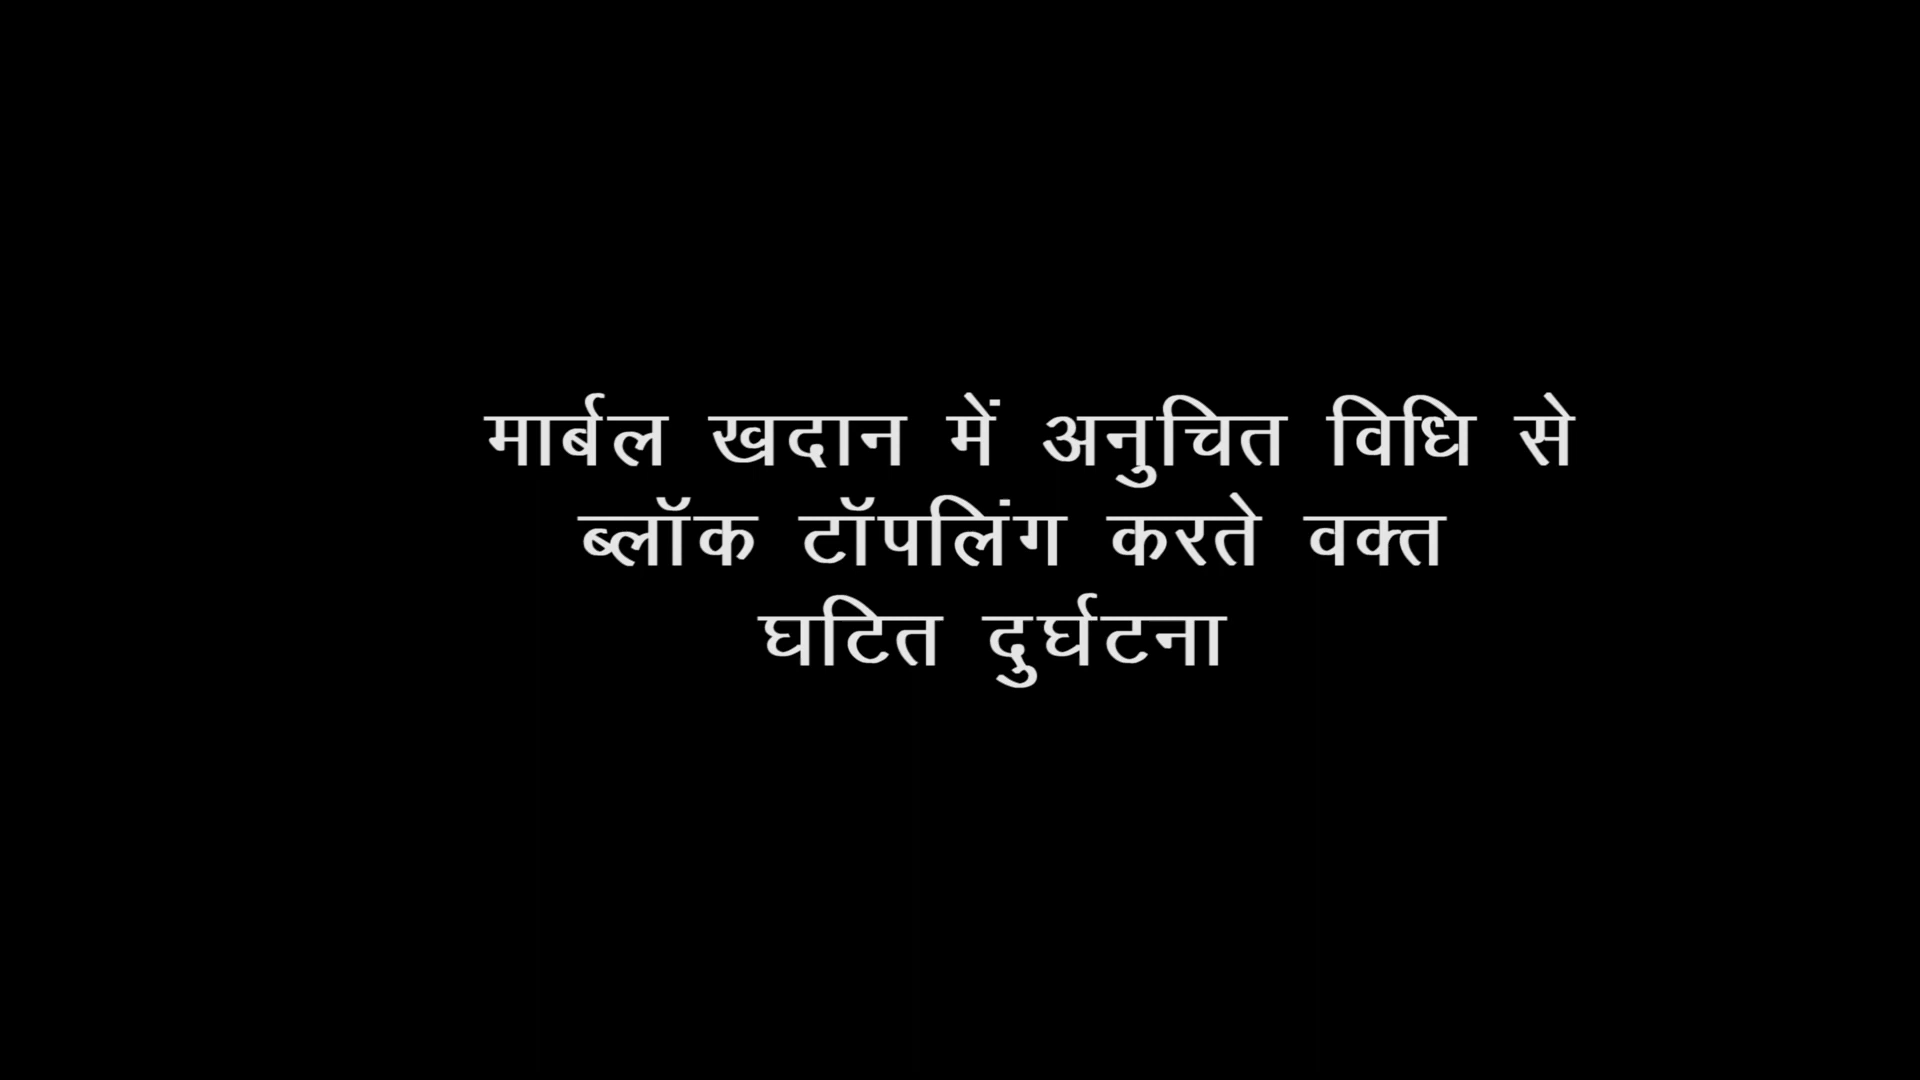 मार्बल खदान में अनुचित विधि से
ब्लॉक टॉपलिंग करते वक्त
घटित दुर्घटना